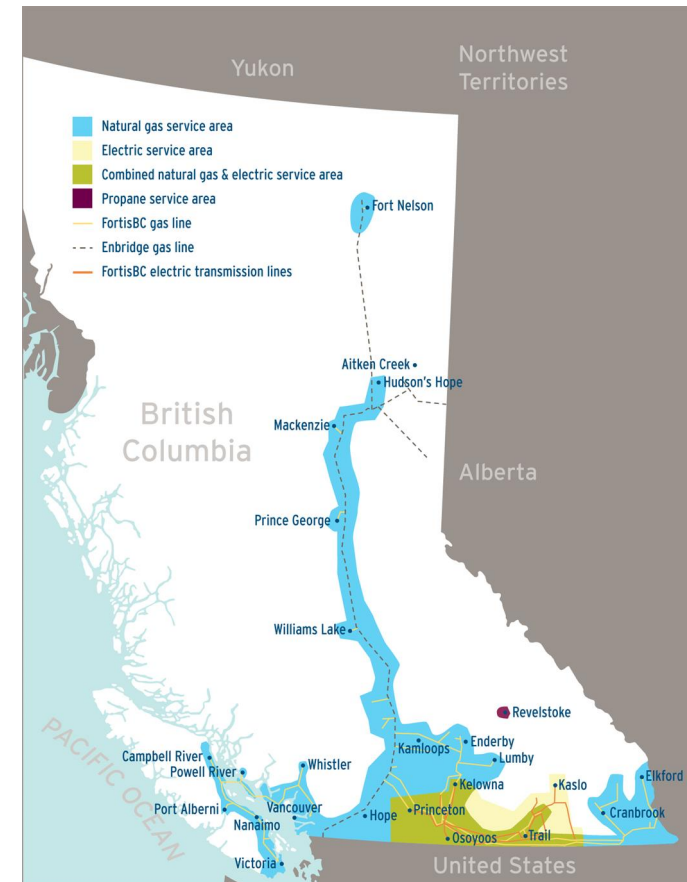 Yukon
Northwest
Territories
Natural gas service area
Electric service area
Combined natural gas & electric service area
Propane service area
FortisBC gas line
Enbridge gas line
FortisBC electric transmission lines
Fort Nelson
Aitken Creek
Hudson's Hope
British
Columbia
Mackenzie
Alberta
Prince George
Williams Lake
Revelstoke
PACIFIC OCEAN
Kamloops
Enderby
Lumby
Campbell River
Powell River
Whistler
Kelowna
Kaslo
Elkford
Port Alberni
Vancouver
Nanaimo
Hope
Princeton
Cranbrook
Osoyoos
Trail
Victoria
United States